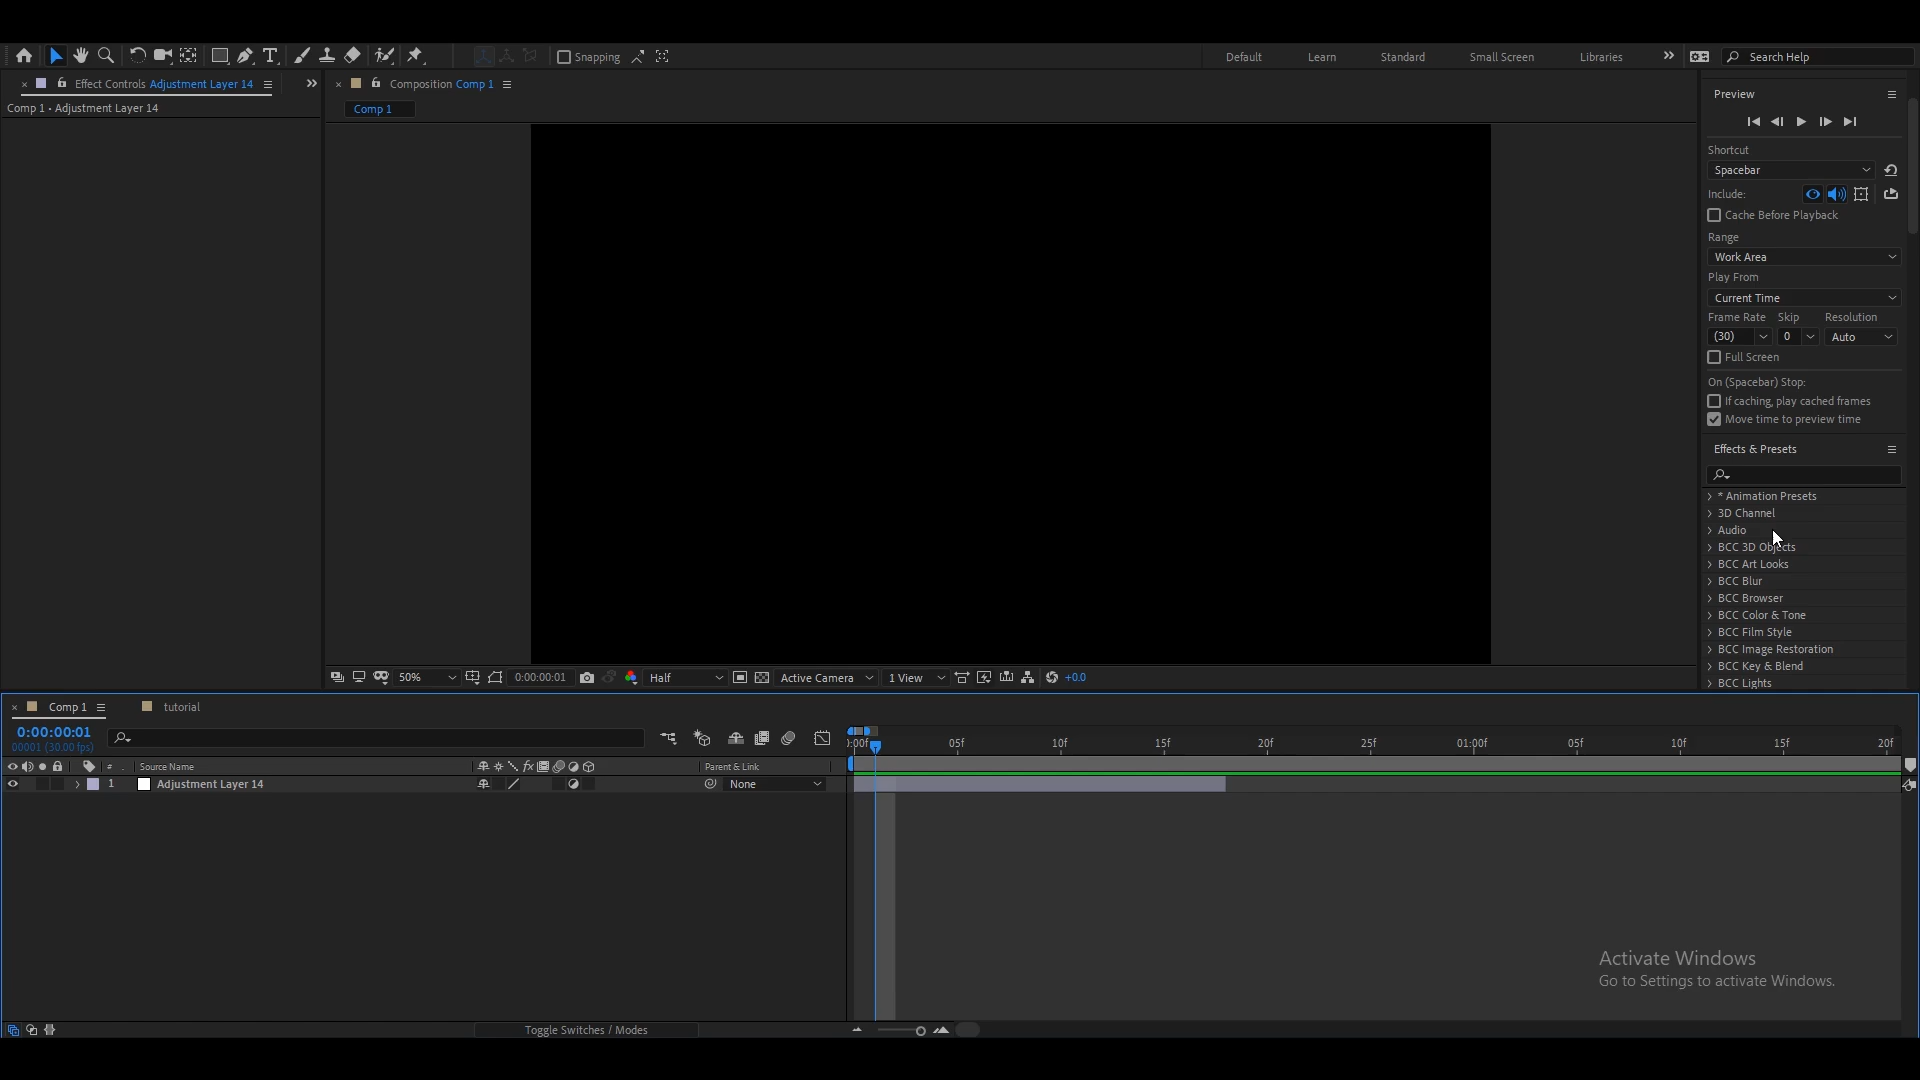 Snapping
Default
Learn
Standard
Small Screen
Libraries
Search Help
Effect Controls Adjustment Layer 14
Comp 1 • Adjustment Layer 14
Composition Comp 1
Comp 1
Preview
Shortcut
Spacebar
Include:
Cache Before Playback
Range
Work Area
Play From
Current Time
Frame Rate Skip Resolution
(30) 0 Auto
Full Screen
On (Spacebar) Stop:
If caching, play cached frames
Move time to preview time
Effects & Presets
* Animation Presets
3D Channel
Audio
BCC 3D Objects
BCC Art Looks
BCC Blur
BCC Browser
BCC Color & Tone
BCC Film Style
BCC Image Restoration
BCC Key & Blend
BCC Lights
50% 0:00:00:01 Half Active Camera 1 View +0.0
Comp 1
tutorial
0:00:00:01
00001 (30.00 fps)
):00f 05f 10f 15f 20f 25f 01:00f 05f 10f 15f 20f
# Source Name fx Parent & Link
1 Adjustment Layer 14 None
Activate Windows
Go to Settings to activate Windows.
Toggle Switches / Modes